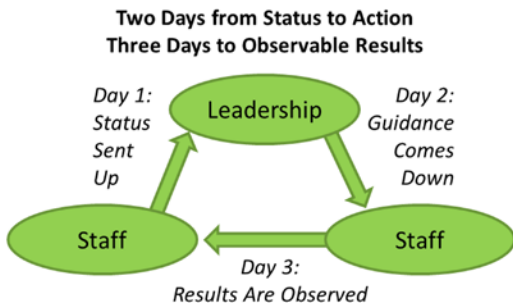 Two Days from Status to Action
Three Days to Observable Results
Day 1:
Status
Sent
Up
Leadership
Day 2:
Guidance
Comes
Down
Staff
Staff
Day 3:
Results Are Observed